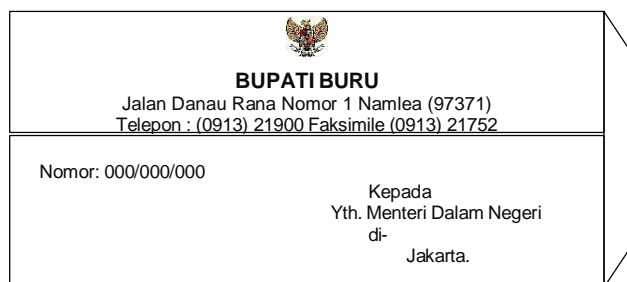 BUPATI BURU
Jalan Danau Rana Nomor 1 Namlea (97371)
Telepon : (0913) 21900 Faksimile (0913) 21752
Nomor: 000/000/000
Kepada
Yth. Menteri Dalam Negeri
di-
Jakarta.